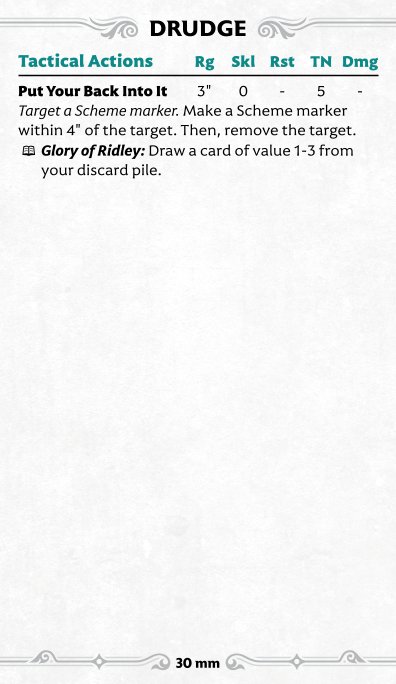 DRUDGE
Tactical Actions Rg Skl Rst TN Dmg
Put Your Back Into It 3" 0 - 5 -
Target a Scheme marker. Make a Scheme marker
within 4" of the target. Then, remove the target.
Glory of Ridley: Draw a card of value 1-3 from
your discard pile.
30 mm